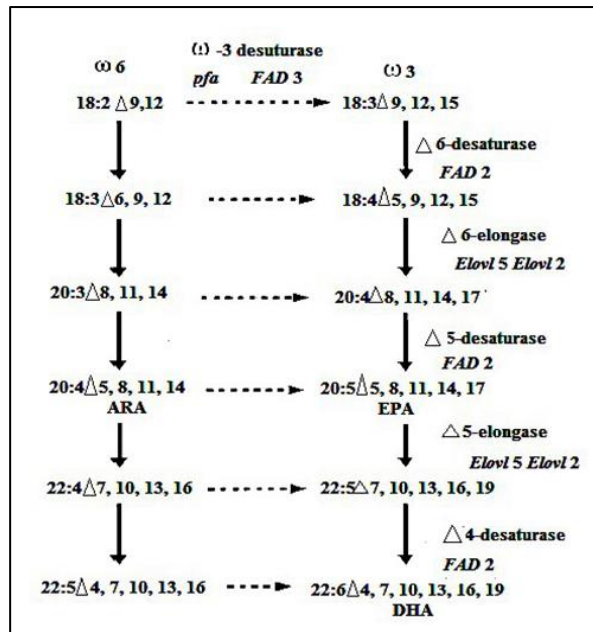 ω 6
ω -3 desuturase
ω 3
pfa FAD 3
18:2 △9,12
18:3△9, 12, 15
△ 6-desaturase
FAD 2
18:3△6, 9, 12
18:4△5, 9, 12, 15
△ 6-elongase
Elovl 5 Elovl 2
20:3△8, 11, 14
20:4△8, 11, 14, 17
△ 5-desaturase
FAD 2
20:4△5, 8, 11, 14
ARA
20:5△5, 8, 11, 14, 17
EPA
△5-elongase
Elovl 5 Elovl 2
22:4△7, 10, 13, 16
22:5△7, 10, 13, 16, 19
△4-desaturase
FAD 2
22:5△4, 7, 10, 13, 16
22:6△4, 7, 10, 13, 16, 19
DHA